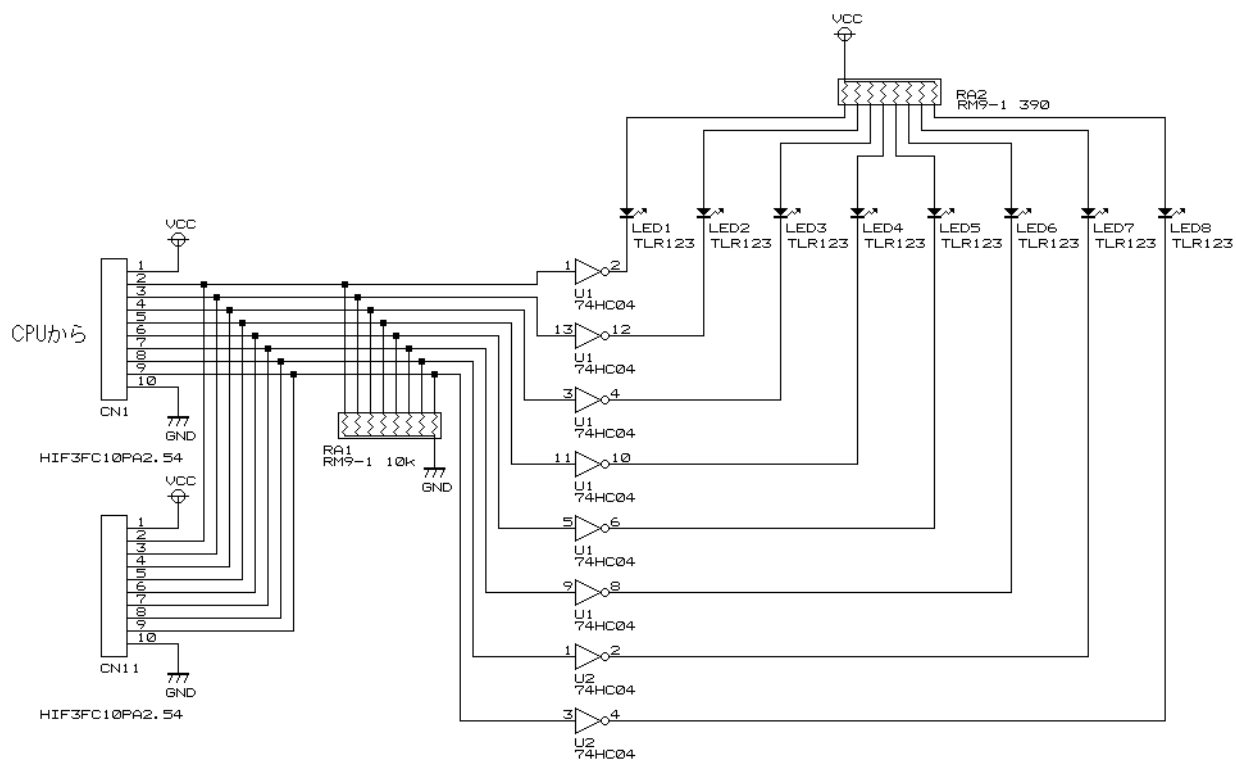 VCC
RA2
RM9-1 390
LED1
TLR123
LED2
TLR123
LED3
TLR123
LED4
TLR123
LED5
TLR123
LED6
TLR123
LED7
TLR123
LED8
TLR123
VCC
CPUから
1
2
3
4
5
6
7
8
9
10
CN1
HIF3FC10PA2.54
GND
RA1
RM9-1 10k
GND
VCC
1
2
3
4
5
6
7
8
9
10
CN11
HIF3FC10PA2.54
GND
1 2
U1
74HC04
13 12
U1
74HC04
3 4
U1
74HC04
11 10
U1
74HC04
5 6
U1
74HC04
9 8
U1
74HC04
1 2
U2
74HC04
3 4
U2
74HC04